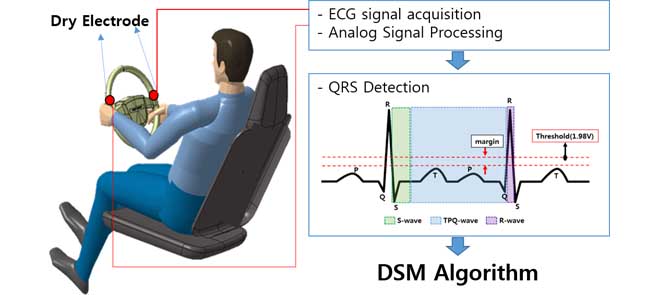 Dry Electrode
- ECG signal acquisition
- Analog Signal Processing
- QRS Detection
R
R
margin
Threshold(1.98V)
P
T
P
T
Q
S
Q
S
S-wave
TPQ-wave
R-wave
DSM Algorithm